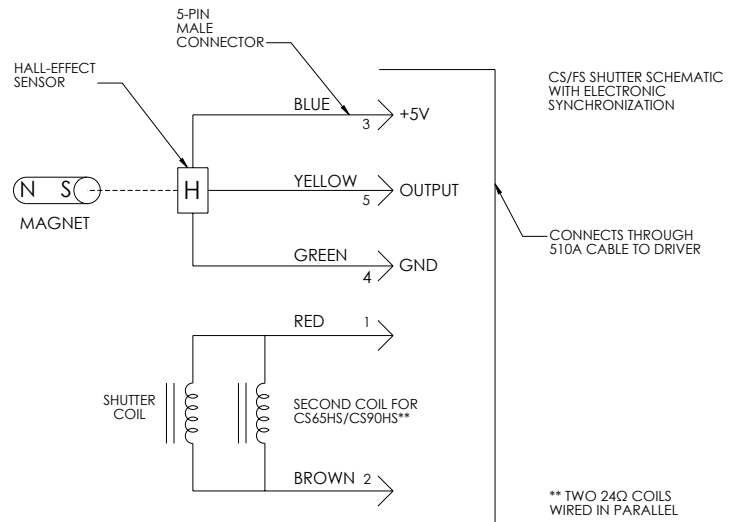 5-PIN
MALE
CONNECTOR
HALL-EFFECT
SENSOR
CS/FS SHUTTER SCHEMATIC
WITH ELECTRONIC
SYNCHRONIZATION
BLUE
3
+5V
N S
H
YELLOW
5
OUTPUT
MAGNET
CONNECTS THROUGH
510A CABLE TO DRIVER
GREEN
4
GND
RED
1
SHUTTER
COIL
SECOND COIL FOR
CS65HS/CS90HS**
BROWN
2
** TWO 24Ω COILS
WIRED IN PARALLEL